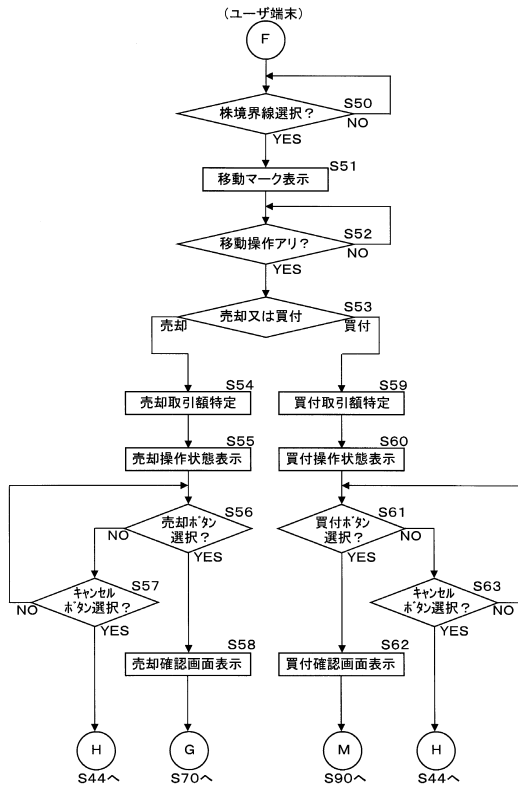 (ユーザ端末)
F
S50
株境界線選択?
NO
YES
S51
移動マーク表示
S52
移動操作アリ?
NO
YES
S53
売却又は買付
売却
買付
S54
売却取引額特定
S59
買付取引額特定
S55
売却操作状態表示
S60
買付操作状態表示
S56
売却ボタン
選択?
NO
YES
S61
買付ボタン
選択?
NO
YES
S57
キャンセル
ボタン選択?
NO
YES
S63
キャンセル
ボタン選択?
NO
YES
S58
売却確認画面表示
S62
買付確認画面表示
H
G
M
H
S44へ
S70へ
S90へ
S44へ